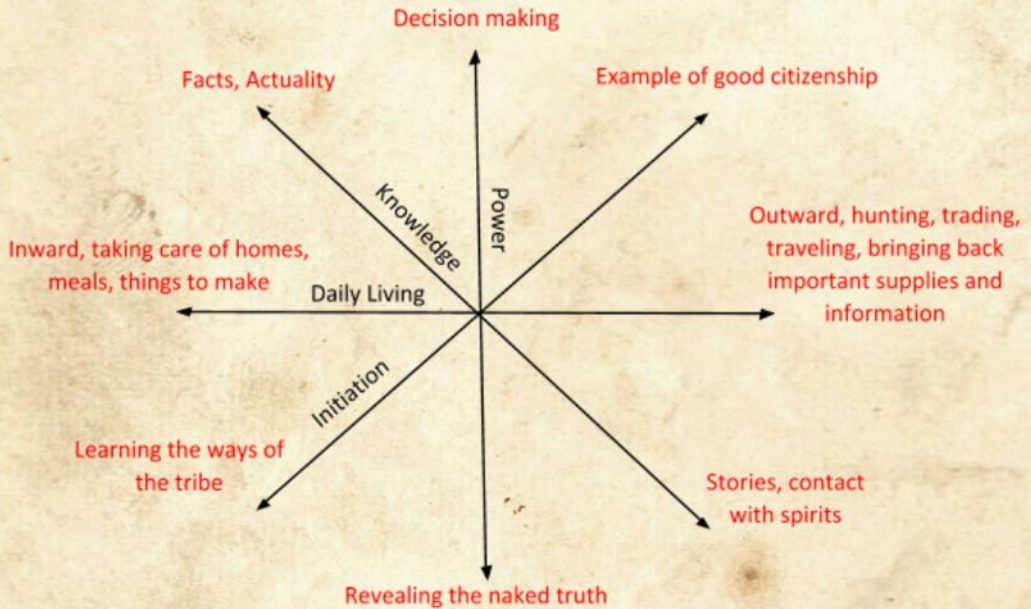 Decision making
Facts, Actuality
Example of good citizenship
Knowledge
Power
Outward, hunting, trading,
traveling, bringing back
important supplies and
information
Inward, taking care of homes,
meals, things to make
Daily Living
Initiation
Learning the ways of
the tribe
Stories, contact
with spirits
Revealing the naked truth